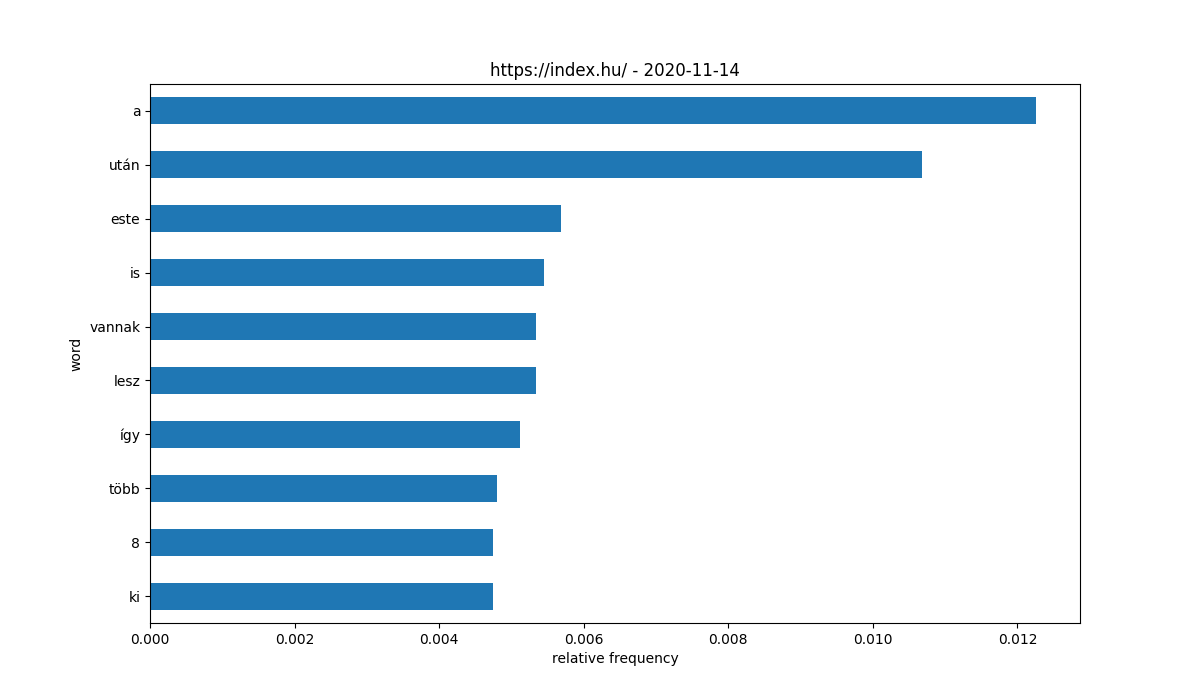 https://index.hu/ - 2020-11-14
a
után
este
is
vannak
lesz
így
több
8
ki
word
0.000 0.002 0.004 0.006 0.008 0.010 0.012
relative frequency